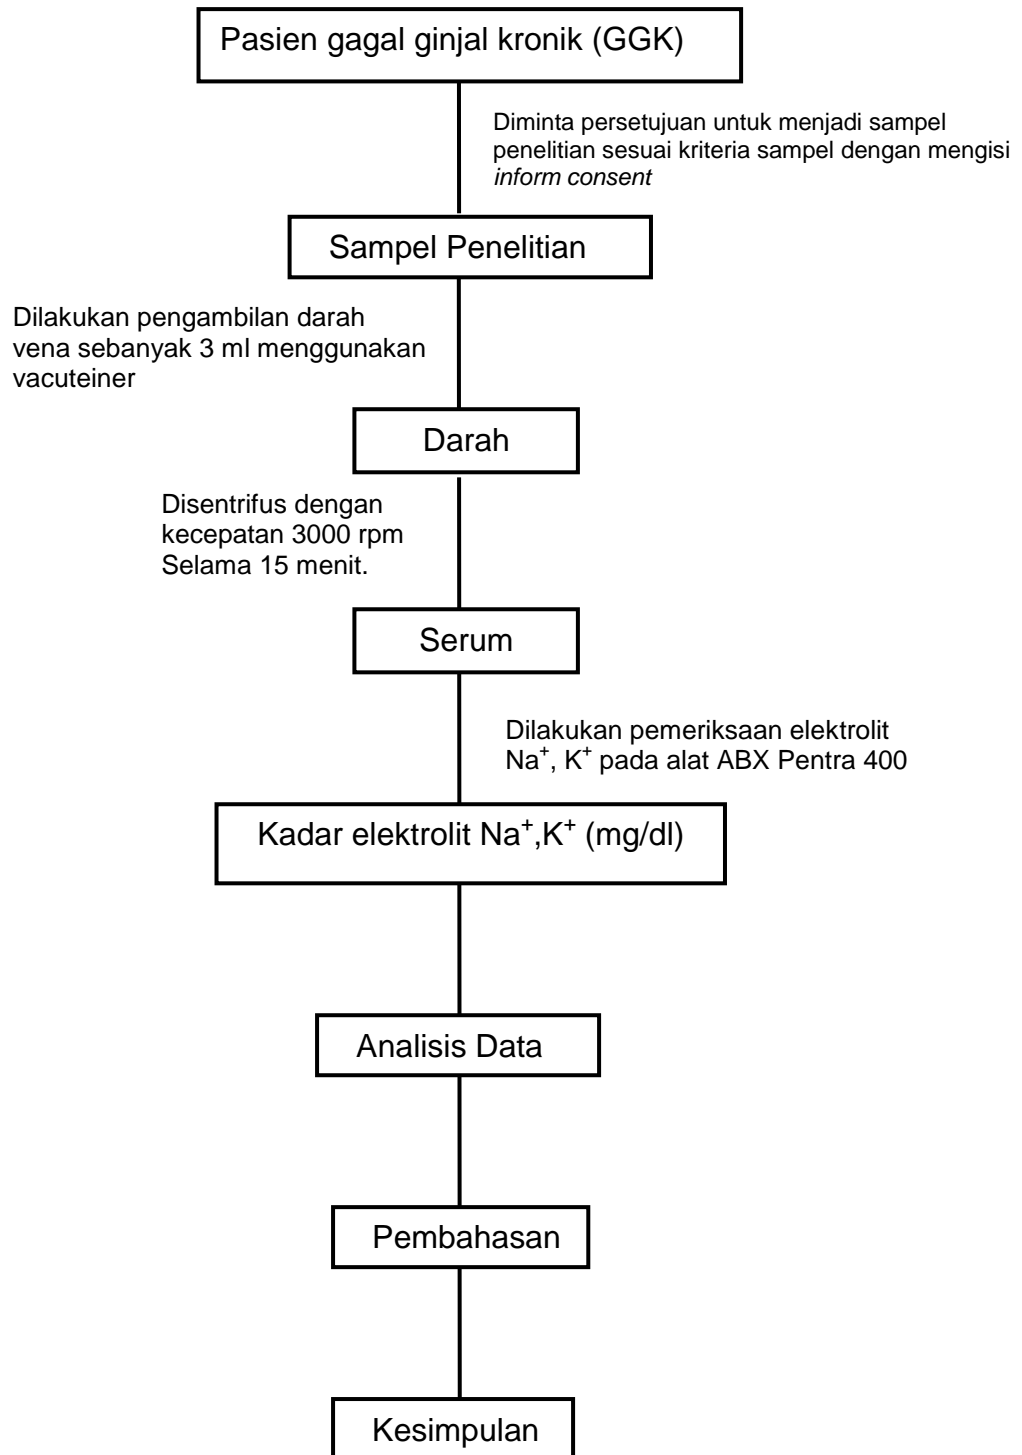 Pasien gagal ginjal kronik (GGK)
Diminta persetujuan untuk menjadi sampel
penelitian sesuai kriteria sampel dengan mengisi
inform consent
Sampel Penelitian
Dilakukan pengambilan darah
vena sebanyak 3 ml menggunakan
vacuteiner
Darah
Disentrifus dengan
kecepatan 3000 rpm
Selama 15 menit.
Serum
Dilakukan pemeriksaan elektrolit
Na⁺, K⁺ pada alat ABX Pentra 400
Kadar elektrolit Na⁺,K⁺ (mg/dl)
Analisis Data
Pembahasan
Kesimpulan